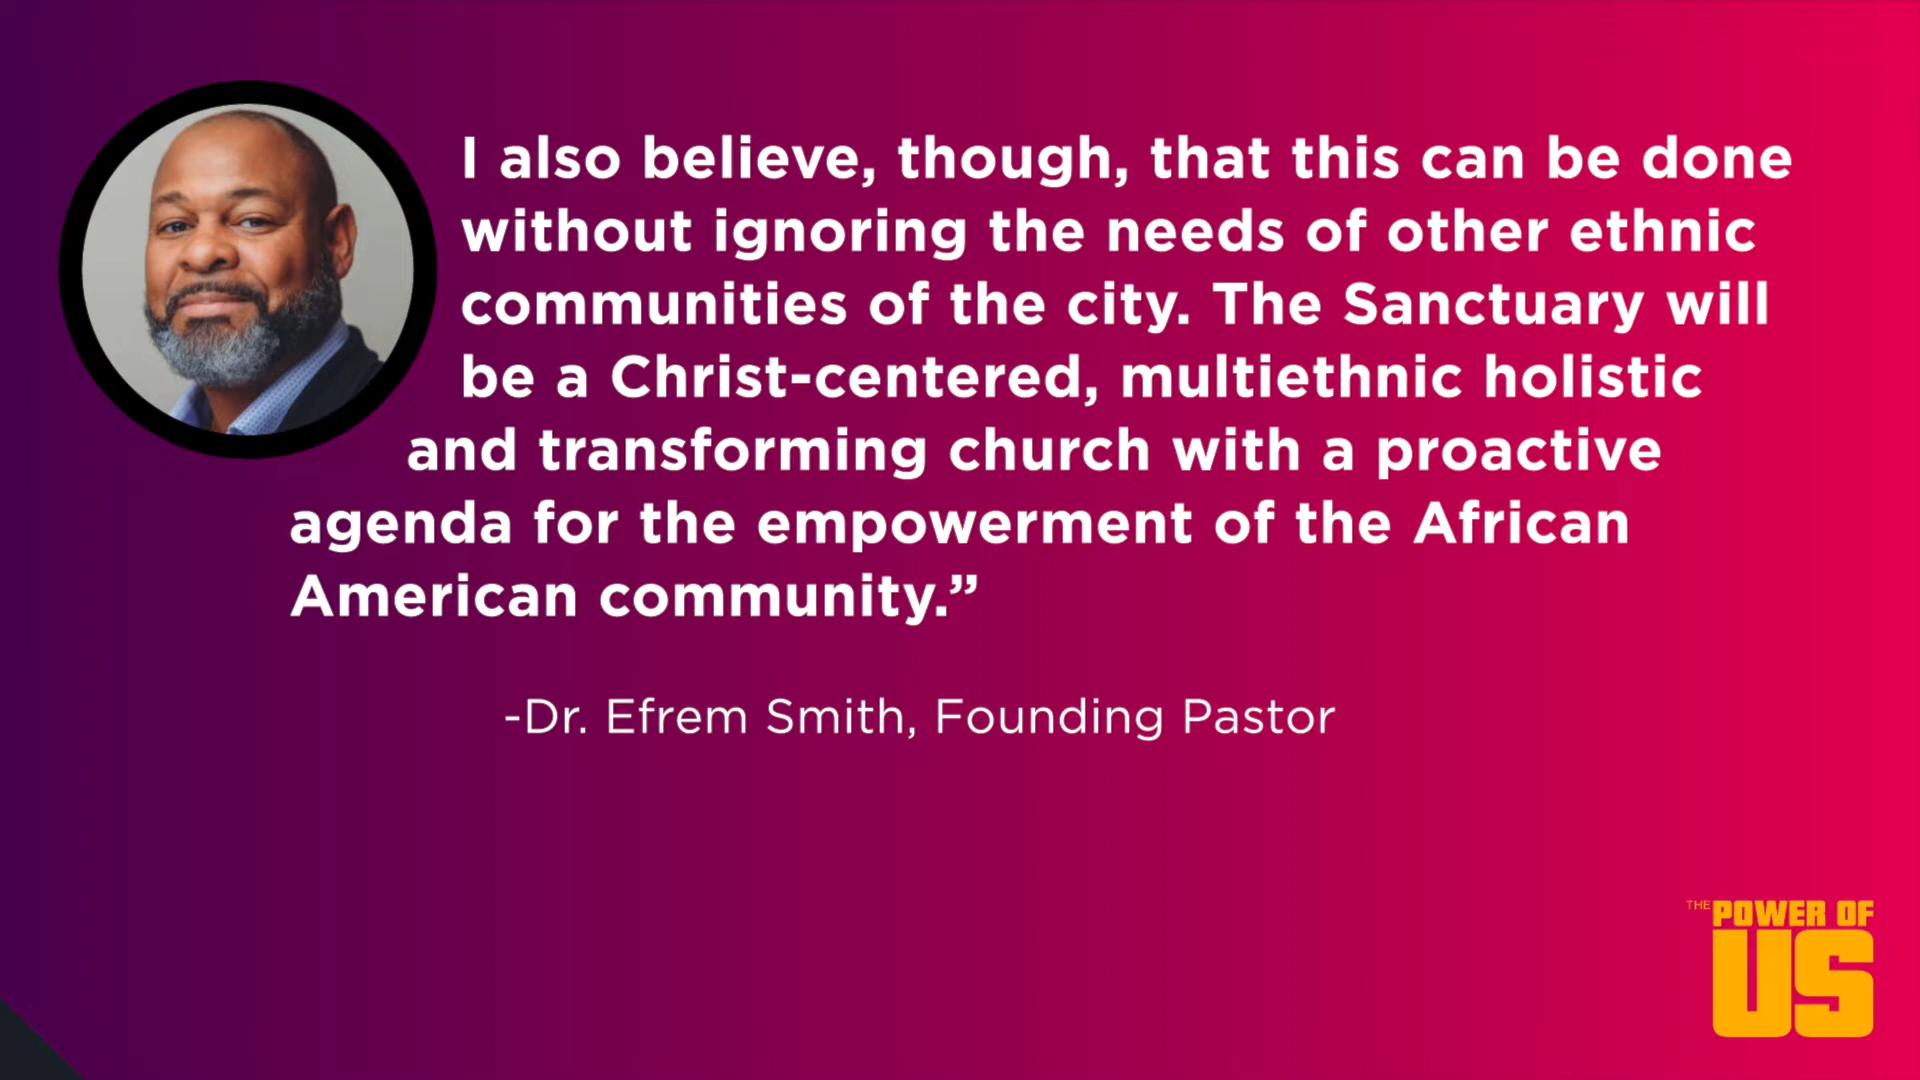 I also believe, though, that this can be done
without ignoring the needs of other ethnic
communities of the city. The Sanctuary will
be a Christ-centered, multiethnic holistic
and transforming church with a proactive
agenda for the empowerment of the African
American community.”
-Dr. Efrem Smith, Founding Pastor
THE POWER OF
US